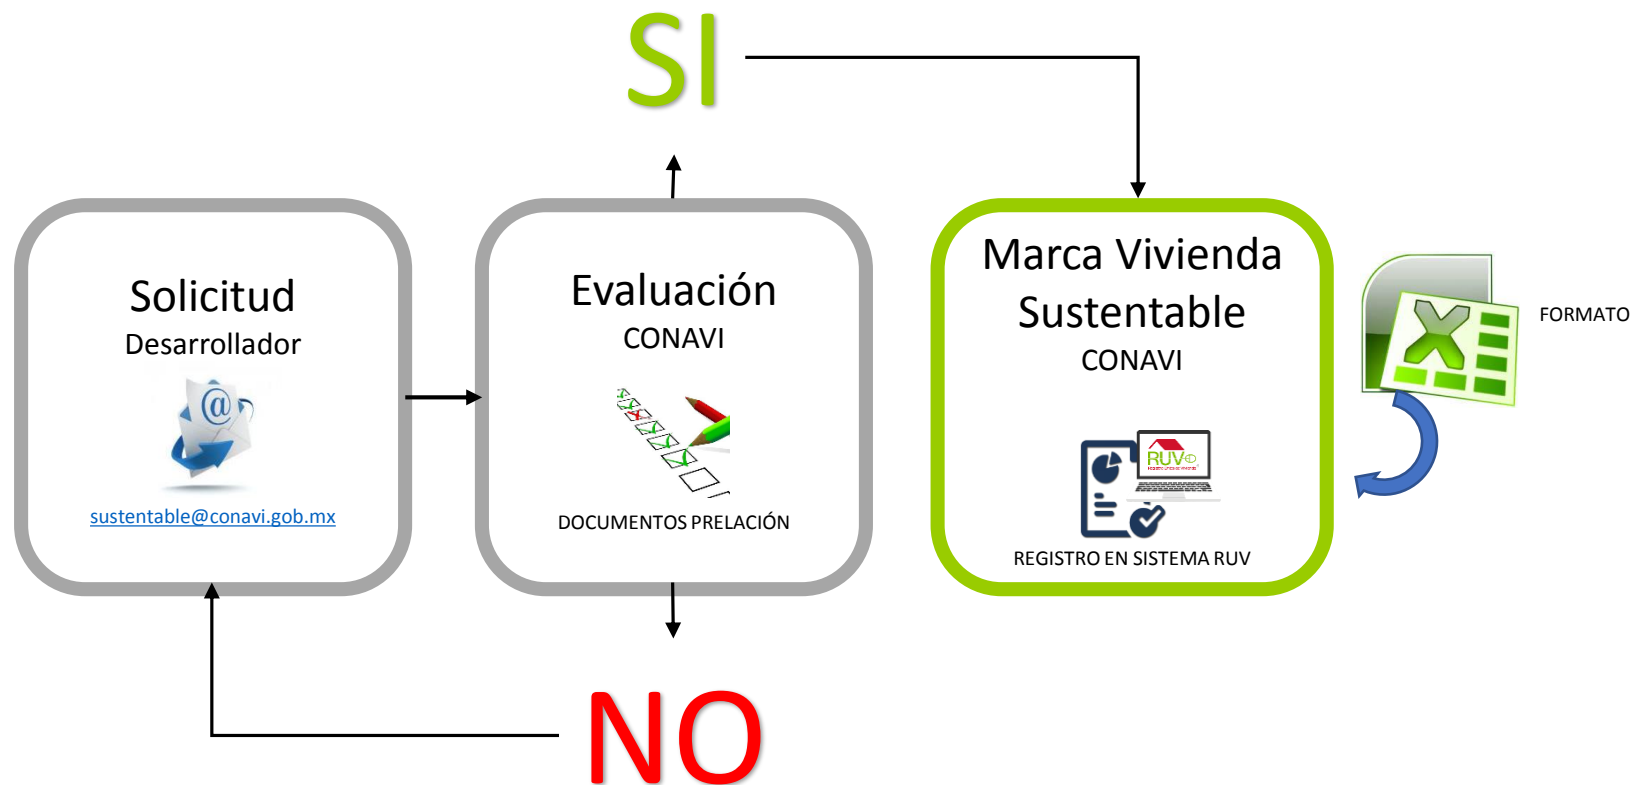 SI
Solicitud
Desarrollador
@
sustentable@conavi.gob.mx
Evaluación
CONAVI
DOCUMENTOS PRELACIÓN
Marca Vivienda
Sustentable
CONAVI
RUV
REGISTRO EN SISTEMA RUV
X
FORMATO
NO